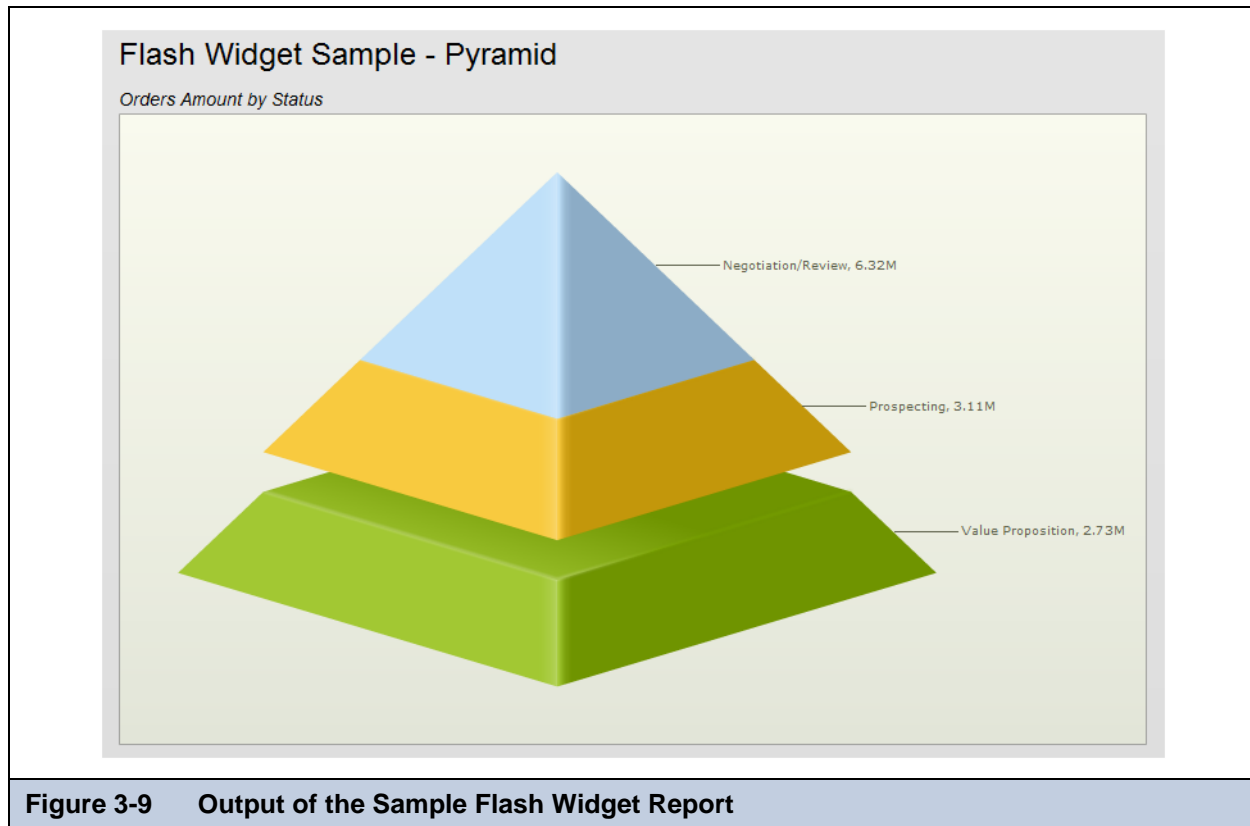 Flash Widget Sample - Pyramid
Orders Amount by Status
Negotiation/Review, 6.32M
Prospecting, 3.11M
Value Proposition, 2.73M
Figure 3-9 Output of the Sample Flash Widget Report